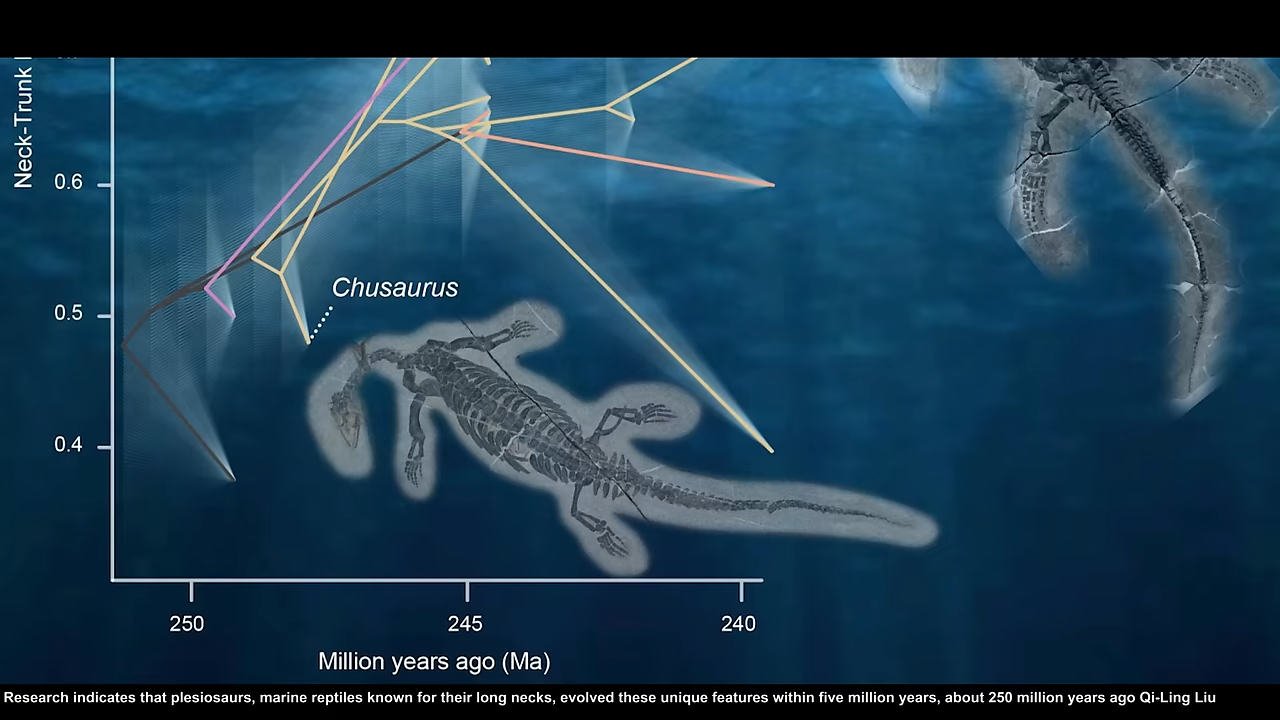 Neck-Trunk
0.6
0.5
0.4
Chusaurus
250 245 240
Million years ago (Ma)
Research indicates that plesiosaurs, marine reptiles known for their long necks, evolved these unique features within five million years, about 250 million years ago Qi-Ling Liu